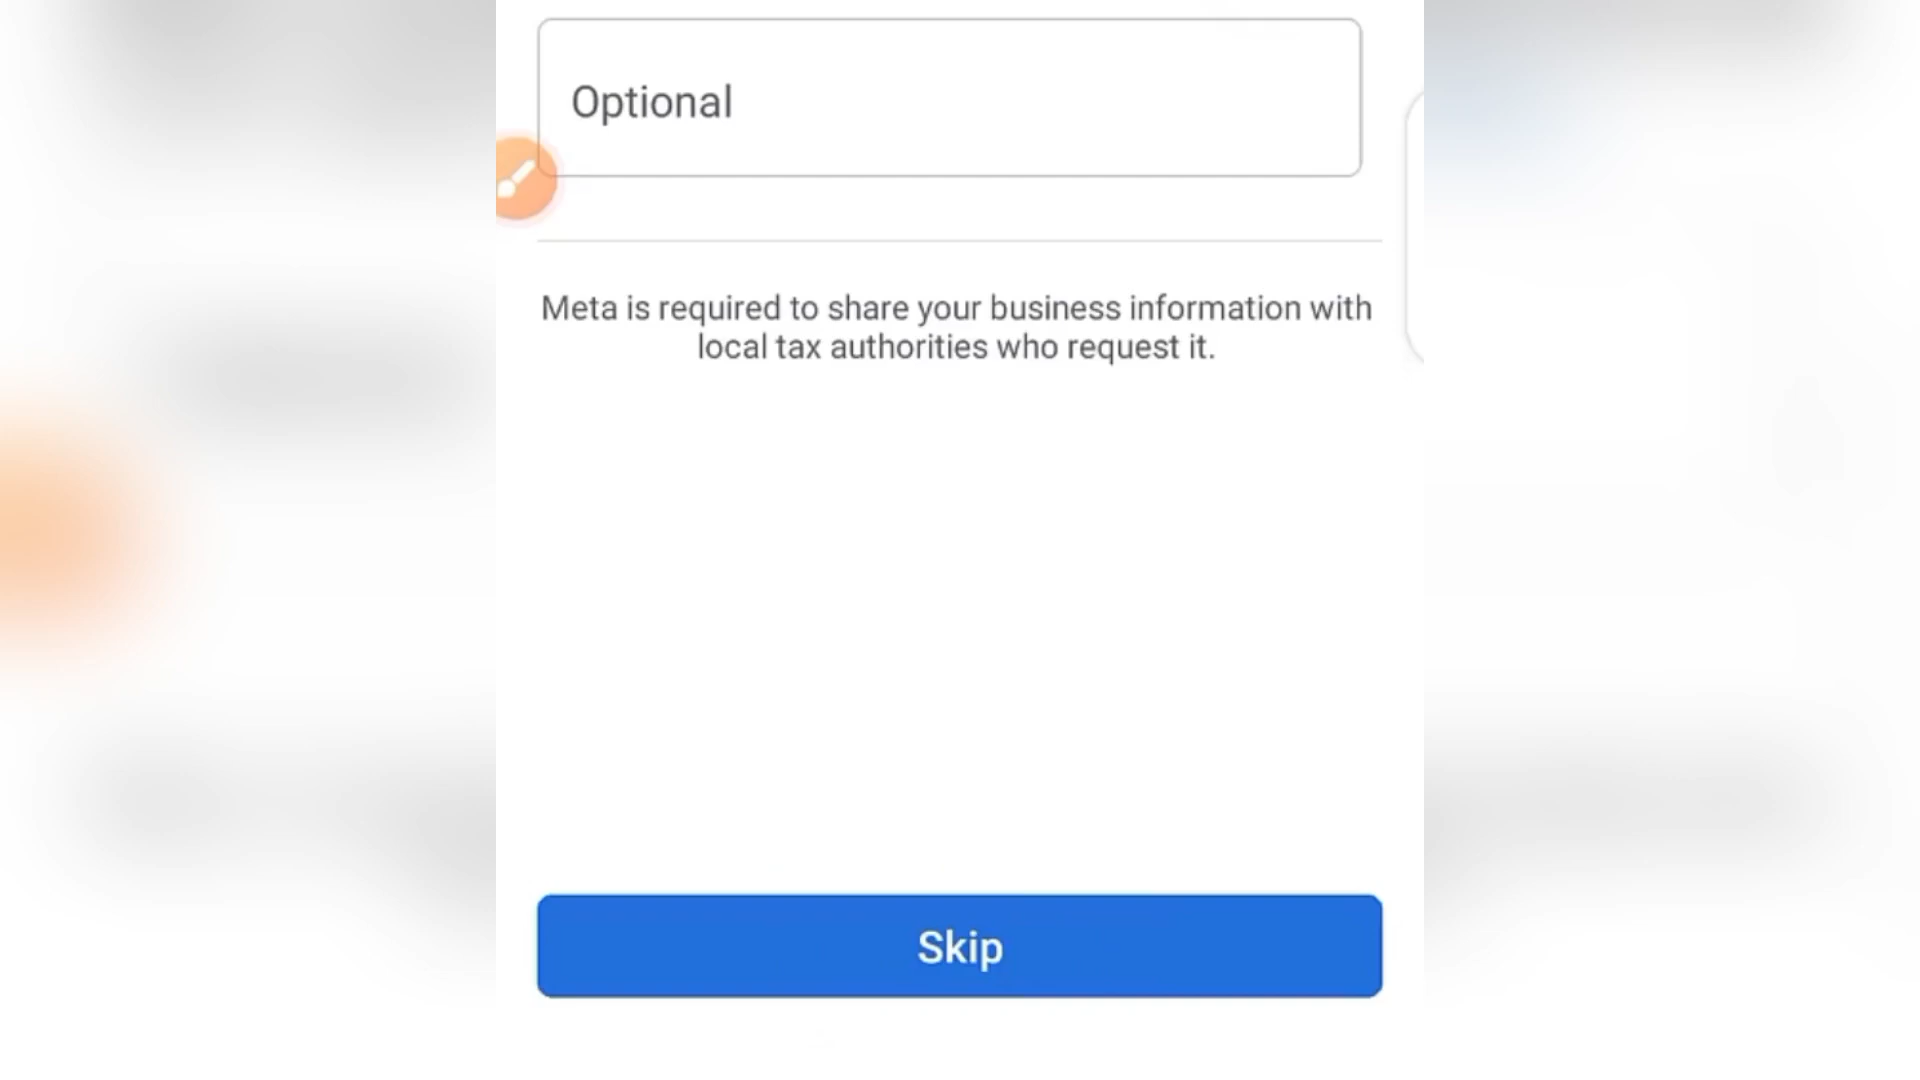 Optional
Meta is required to share your business information with
local tax authorities who request it.
Skip